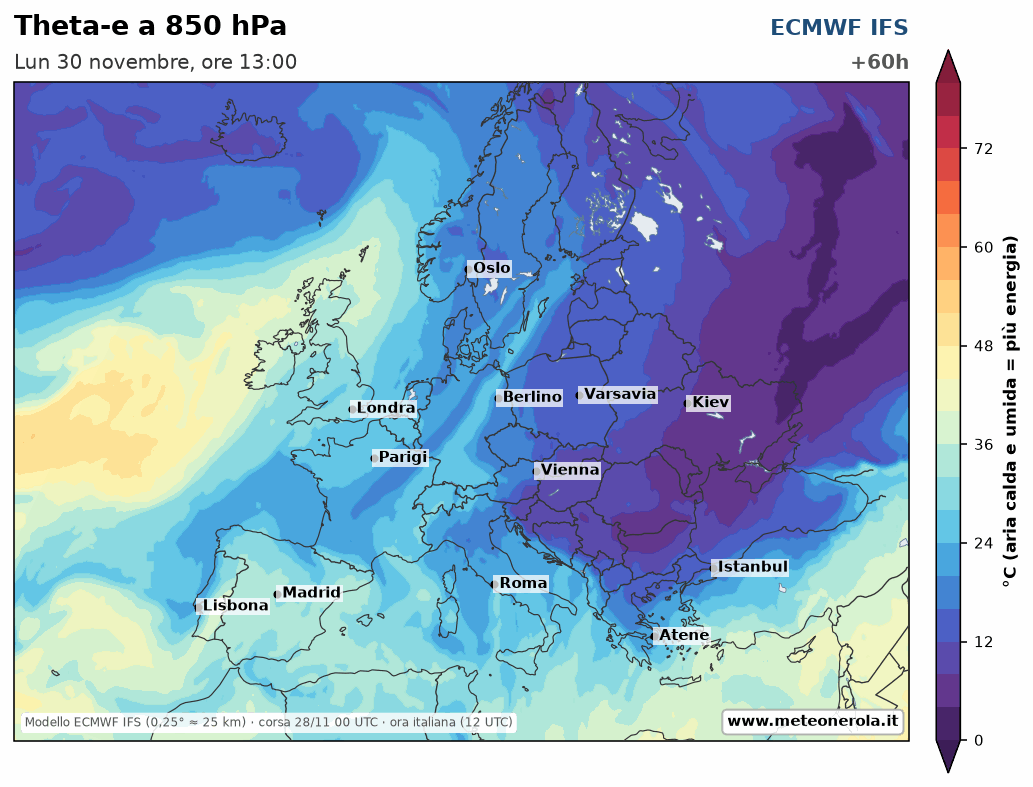 Theta-e a 850 hPa
ECMWF IFS
Lun 30 novembre, ore 13:00
+60h
Oslo
Londra
Berlino
Varsavia
Kiev
Parigi
Vienna
Istanbul
Roma
Madrid
Lisbona
Atene
Modello ECMWF IFS (0,25° ≈ 25 km) · corsa 28/11 00 UTC · ora italiana (12 UTC)
www.meteonerola.it
72
60
48
36
24
12
0
°C (aria calda e umida = più energia)